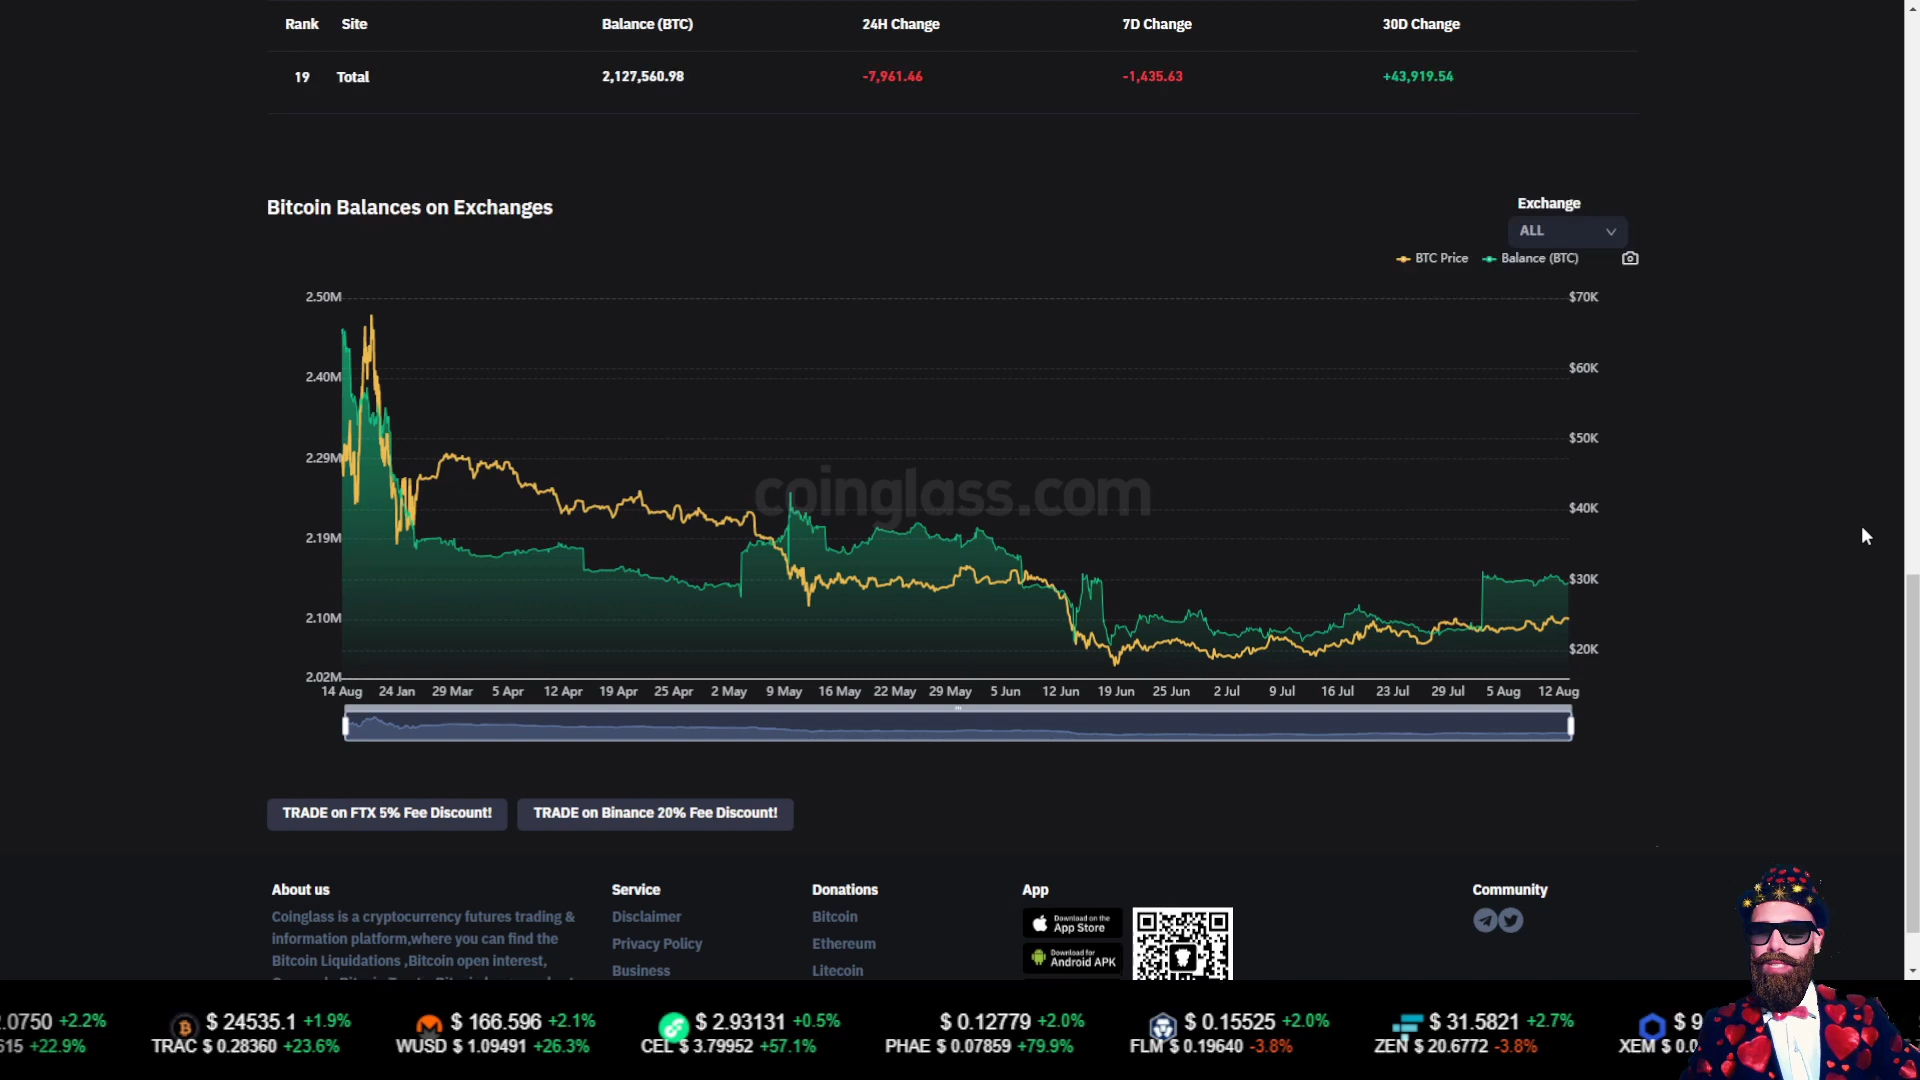 Rank Site Balance (BTC) 24H Change 7D Change 30D Change
19 Total 2,127,560.98 -7,961.46 -1,435.63 +43,919.54
Bitcoin Balances on Exchanges
Exchange
ALL
BTC Price Balance (BTC)
2.50M
2.40M
2.29M
2.19M
2.10M
2.02M
$70K
$60K
$50K
$40K
$30K
$20K
coinglass.com
14 Aug 24 Jan 29 Mar 5 Apr 12 Apr 19 Apr 25 Apr 2 May 9 May 16 May 22 May 29 May 5 Jun 12 Jun 19 Jun 25 Jun 2 Jul 9 Jul 16 Jul 23 Jul 29 Jul 5 Aug 12 Aug
TRADE on FTX 5% Fee Discount! TRADE on Binance 20% Fee Discount!
About us
Coinglass is a cryptocurrency futures trading &
information platform,where you can find the
Bitcoin Liquidations ,Bitcoin open interest,
Service
Disclaimer
Privacy Policy
Business
Donations
Bitcoin
Ethereum
Litecoin
App
Download on the
App Store
Download for
Android APK
Community
.0750 +2.2% $ 24535.1 +1.9% $ 166.596 +2.1% $ 2.93131 +0.5% $ 0.12779 +2.0% $ 0.15525 +2.0% $ 31.5821 +2.7% $ 9
615 +22.9% TRAC $ 0.28360 +23.6% WUSD $ 1.09491 +26.3% CEL $ 3.79952 +57.1% PHAE $ 0.07859 +79.9% FLM $ 0.19640 -3.8% ZEN $ 20.6772 -3.8% XEM $ 0.0